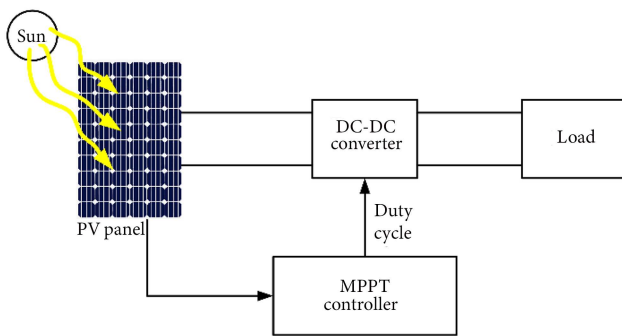 Sun
PV panel
DC-DC
converter
Load
Duty
cycle
MPPT
controller